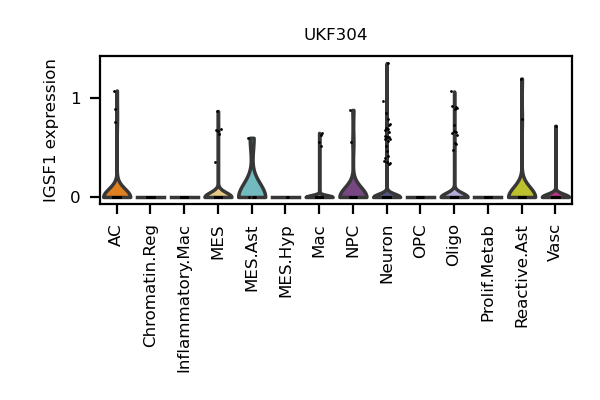 UKF304
IGSF1 expression
1
0
AC
Chromatin.Reg
Inflammatory.Mac
MES
MES.Ast
MES.Hyp
Mac
NPC
Neuron
OPC
Oligo
Prolif.Metab
Reactive.Ast
Vasc